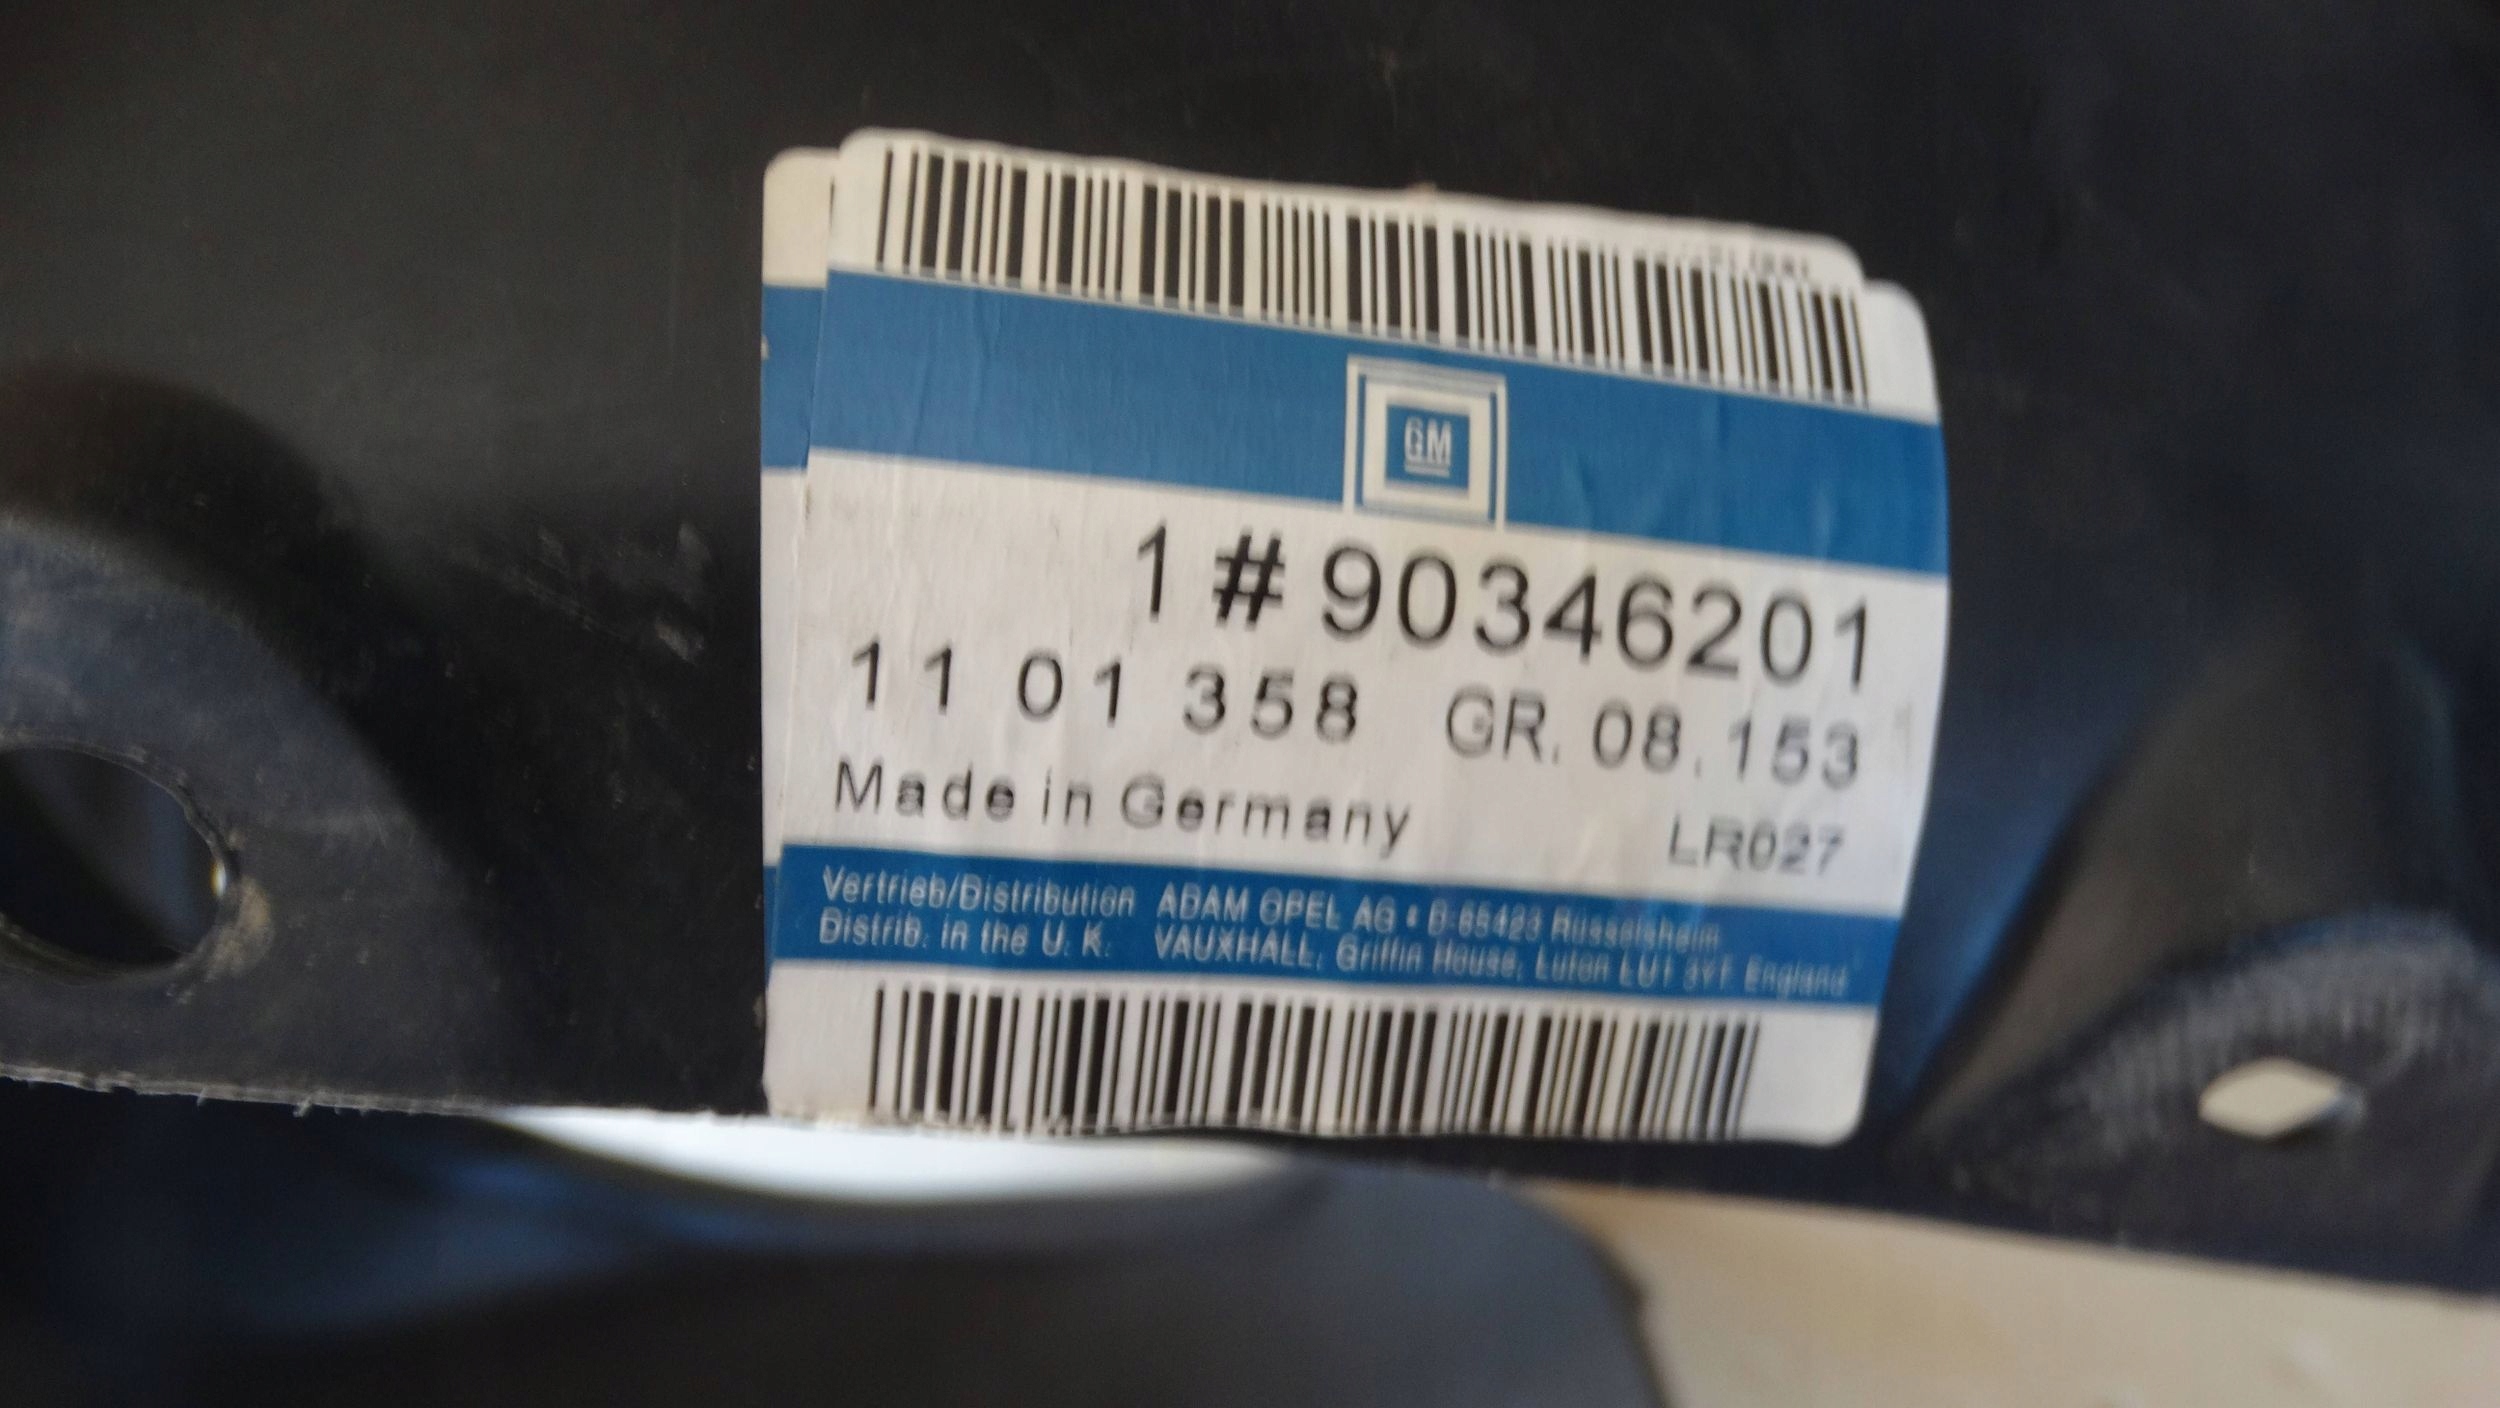 GM
1 # 90346201
11 01 358 GR. 08.153
Made in Germany LR027
Vertrieb/Distribution ADAM OPEL AG • D-65423 Rüsselsheim
Distrib. in the U. K. VAUXHALL, Griffin House, Luton LU1 3YT England